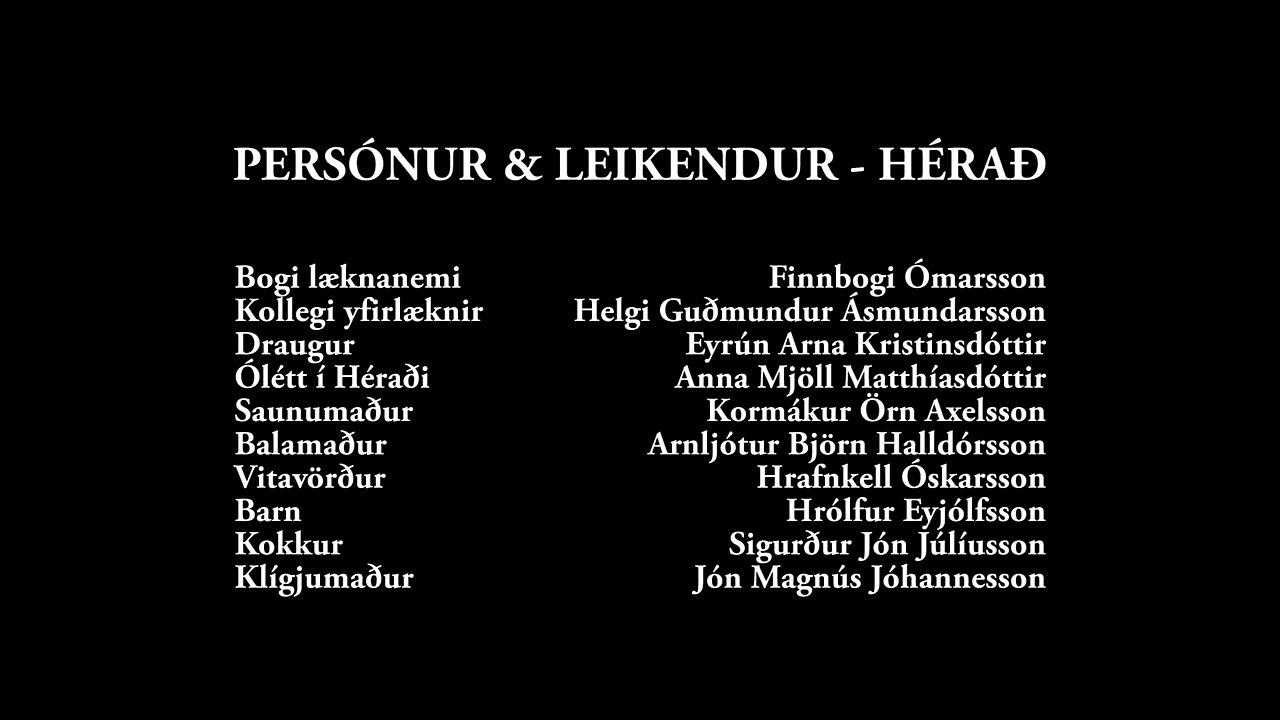 PERSÓNUR & LEIKENDUR - HÉRAÐ
Bogi læknanemi Finnbogi Ómarsson
Kollegi yfirlæknir Helgi Guðmundur Ásmundarsson
Draugur Eyrún Arna Kristinsdóttir
Ólétt í Héraði Anna Mjöll Matthíasdóttir
Saunumaður Kormákur Örn Axelsson
Balamaður Arnljótur Björn Halldórsson
Vitavörður Hrafnkell Óskarsson
Barn Hrólfur Eyjólfsson
Kokkur Sigurður Jón Júlíusson
Klígjumaður Jón Magnús Jóhannesson